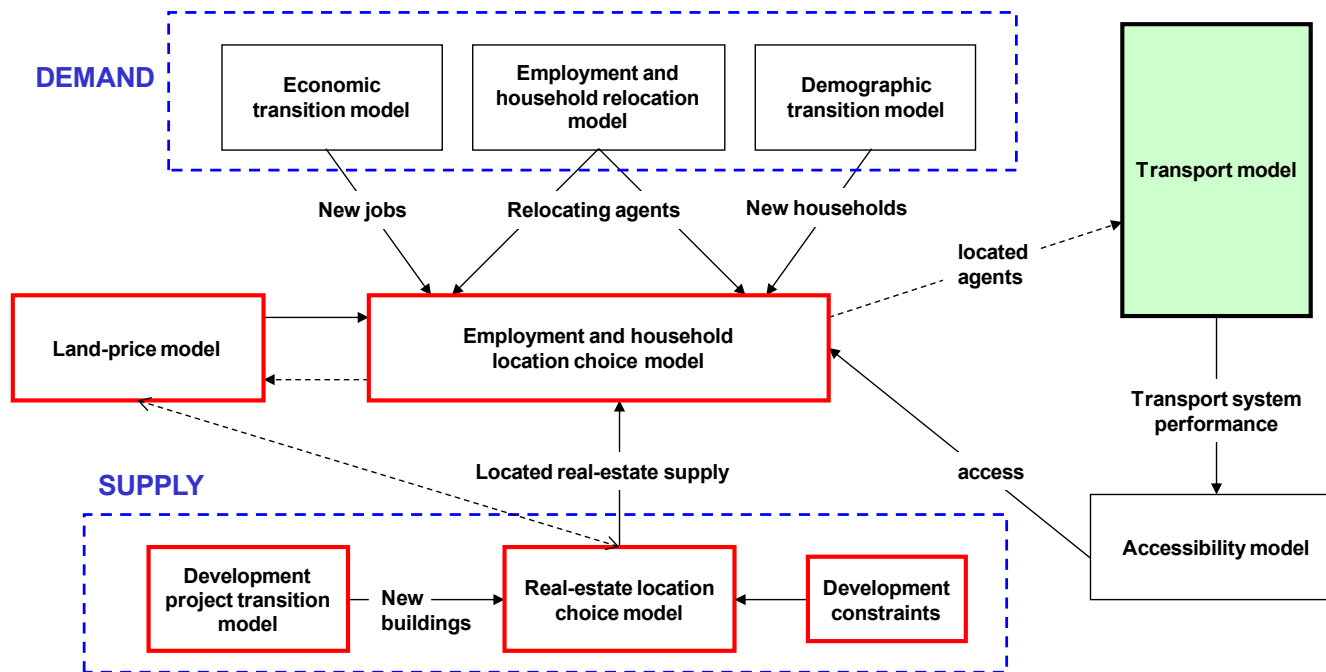 DEMAND
Economic
transition model
Employment and
household relocation
model
Demographic
transition model
Transport model
New jobs
Relocating agents
New households
located
agents
Land-price model
Employment and household
location choice model
Transport system
performance
Located real-estate supply
access
SUPPLY
Development
project transition
model
New
buildings
Real-estate location
choice model
Development
constraints
Accessibility model